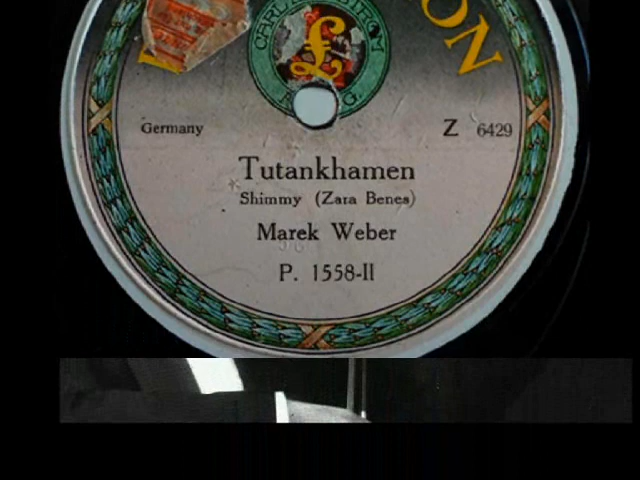 CARL LINDSTRÖM
ON
£
A. G.
Germany
Z 6429
Tutankhamen
Shimmy (Zara Benes)
Marek Weber
P. 1558-II